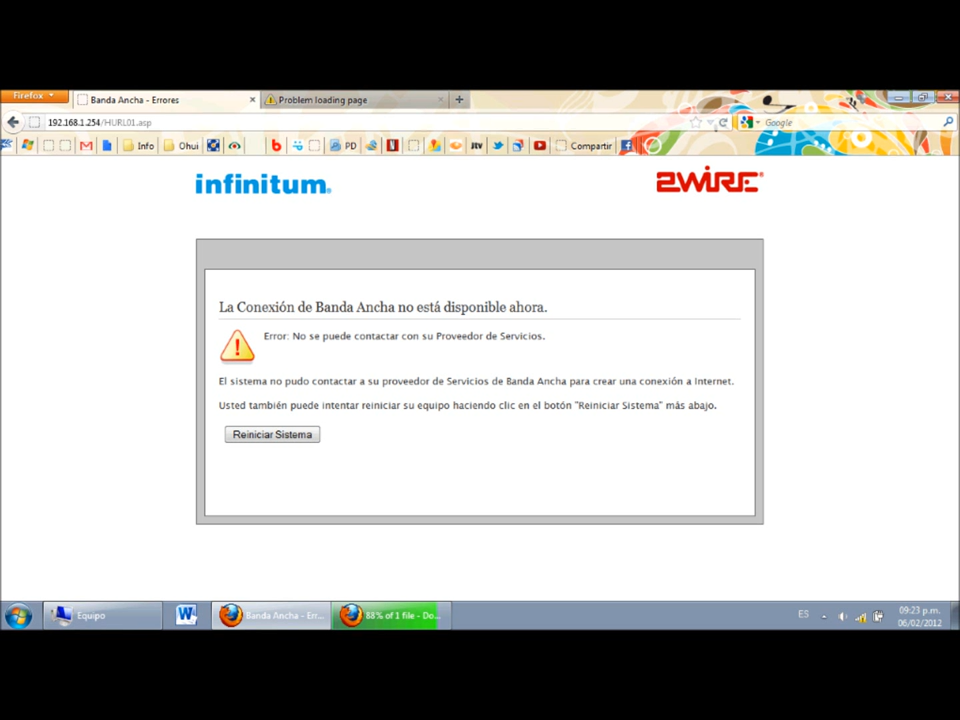 Firefox
Banda Ancha - Errores
Problem loading page
192.168.1.254/HURL01.asp
Google
Info
Ohui
PD
jtv
Compartir
infinitum.
2WIRE
La Conexión de Banda Ancha no está disponible ahora.
Error: No se puede contactar con su Proveedor de Servicios.
El sistema no pudo contactar a su proveedor de Servicios de Banda Ancha para crear una conexión a Internet.
Usted también puede intentar reiniciar su equipo haciendo clic en el botón "Reiniciar Sistema" más abajo.
Reiniciar Sistema
Equipo
Banda Ancha - Err...
88% of 1 file - Do...
ES
09:23 p.m.
06/02/2012